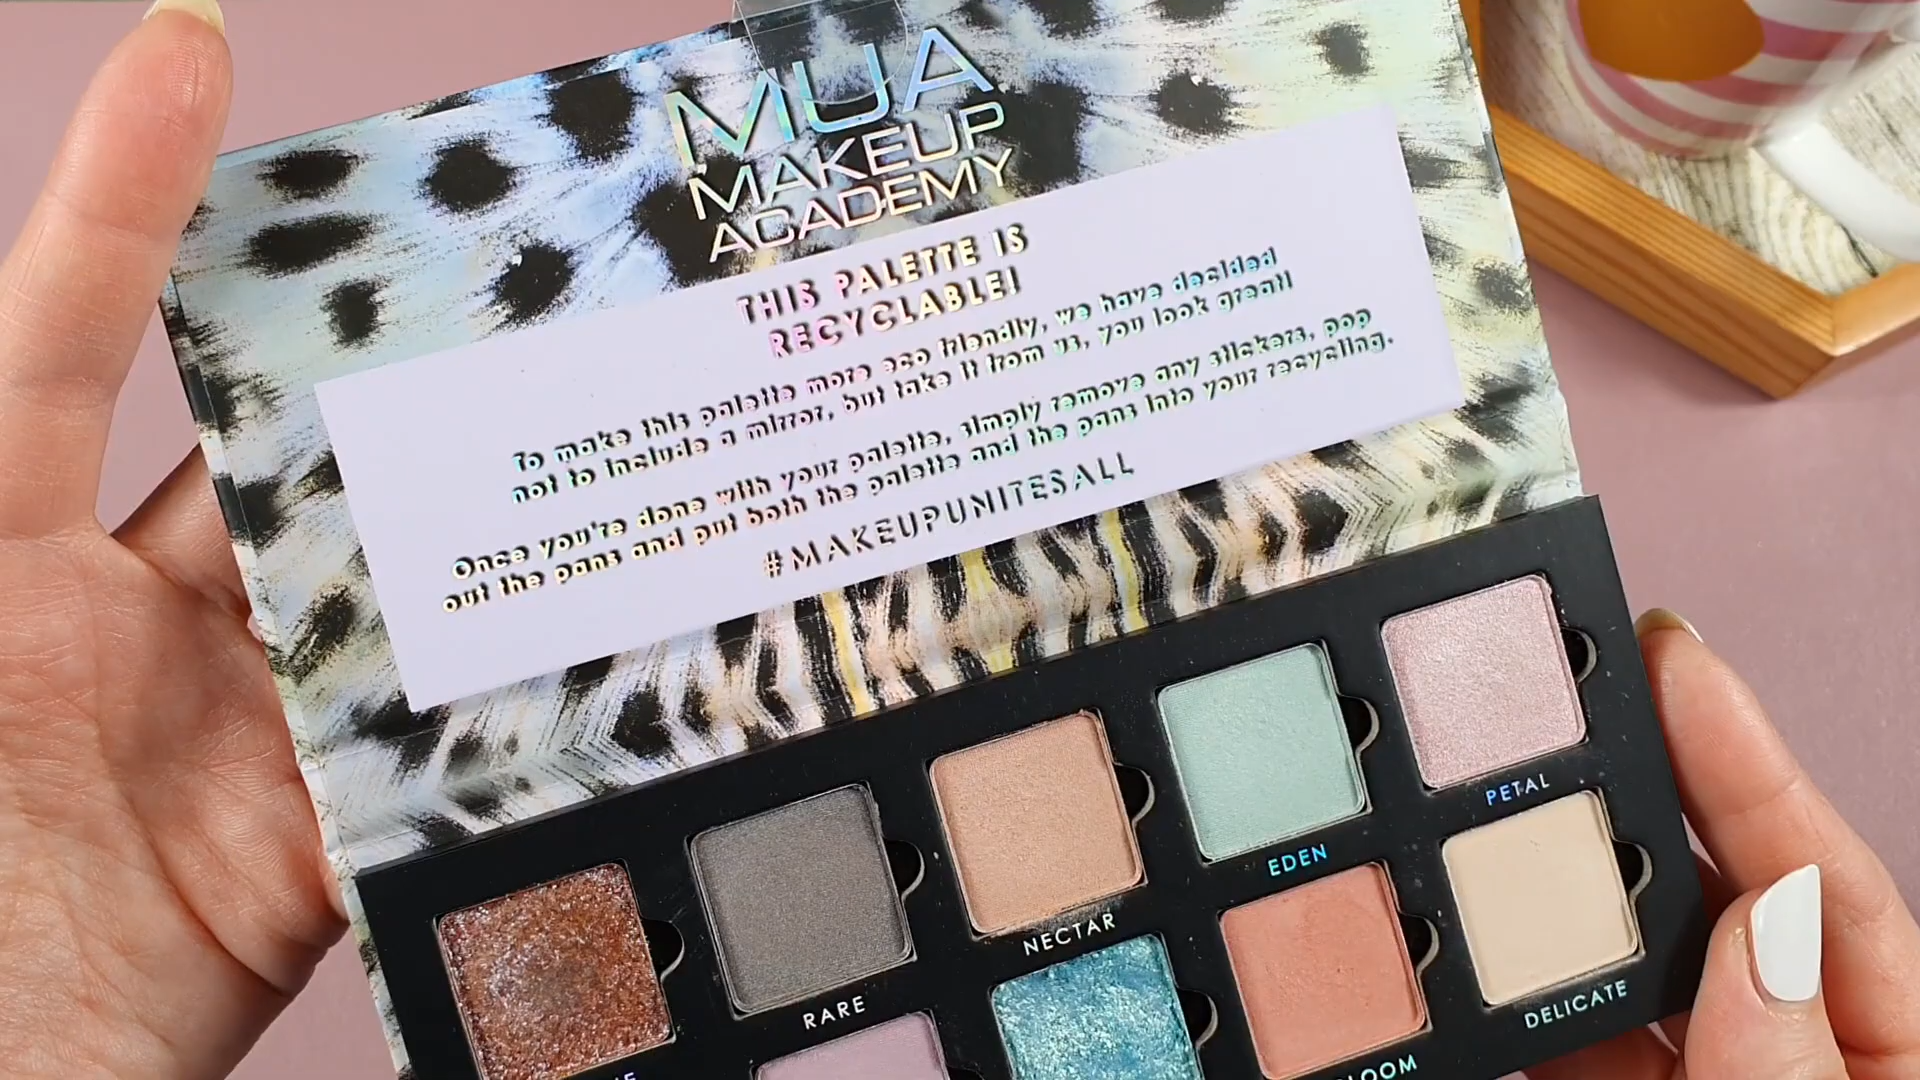 MUA
MAKEUP
ACADEMY
THIS PALETTE IS
RECYCLABLE!
To make this palette more eco friendly, we have decided
not to include a mirror, but take it from us, you look great!
Once you're done with your palette, simply remove any stickers, pop
out the pans and put both the palette and the pans into your recycling.
#MAKEUPUNITESALL
PETAL
EDEN
NECTAR
RARE
DELICATE